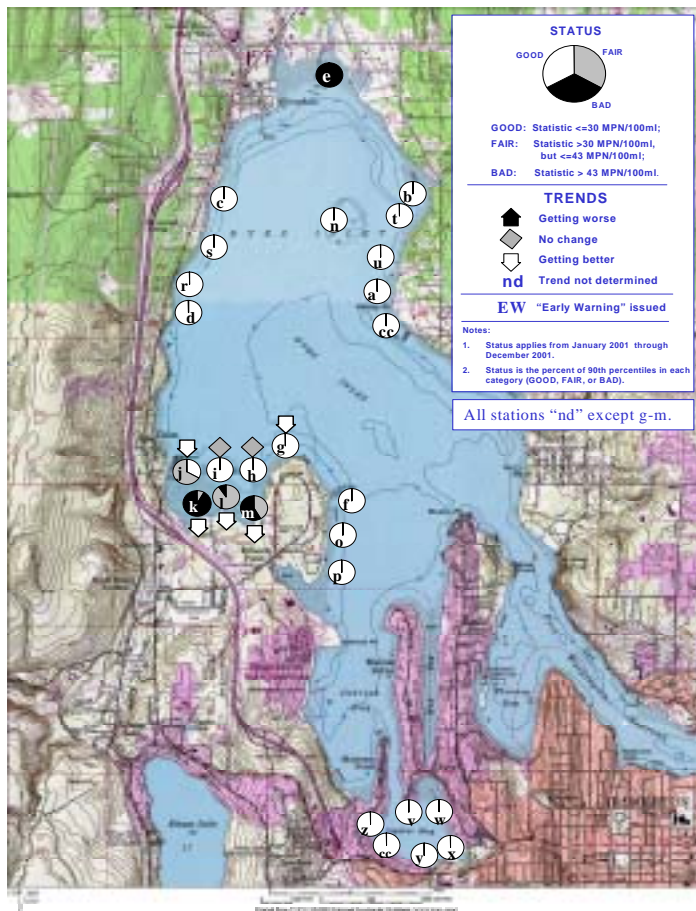 STATUS
GOOD
FAIR
BAD
GOOD: Statistic <=30 MPN/100ml;
FAIR: Statistic >30 MPN/100ml,
but <=43 MPN/100ml;
BAD: Statistic > 43 MPN/100ml.
TRENDS
Getting worse
No change
Getting better
nd Trend not determined
EW “Early Warning” issued
Notes:
1. Status applies from January 2001 through
December 2001.
2. Status is the percent of 90th percentiles in each
category (GOOD, FAIR, or BAD).
All stations “nd” except g-m.
e
b
c
t
n
s
u
r
a
d
cc
g
j
i
h
k
l
m
f
o
p
z
v
w
cc
y
x